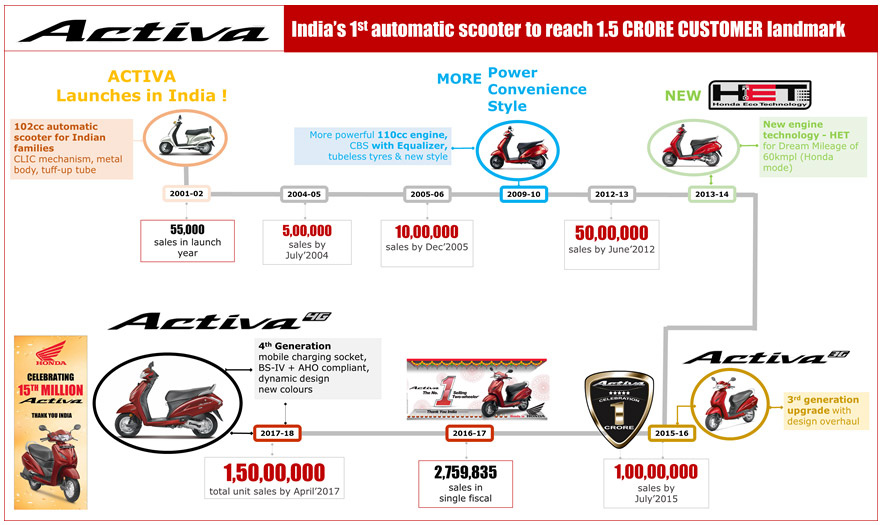 Activa
India's 1st automatic scooter to reach 1.5 CRORE CUSTOMER landmark
ACTIVA
Launches in India !
102cc automatic
scooter for Indian
families
CLIC mechanism, metal
body, tuff-up tube
MORE
Power
Convenience
Style
More powerful 110cc engine,
CBS with Equalizer,
tubeless tyres & new style
NEW
HET
Honda Eco Technology
New engine
technology - HET
for Dream Mileage of
60kmpl (Honda
mode)
2001-02
2004-05
2005-06
2009-10
2012-13
2013-14
55,000
sales in launch
year
5,00,000
sales by
July'2004
10,00,000
sales by Dec'2005
50,00,000
sales by June'2012
HONDA
CELEBRATING
15TH MILLION
Activa
THANK YOU INDIA
Activa 4G
4th Generation
mobile charging socket,
BS-IV + AHO compliant,
dynamic design
new colours
Activa
The No. 1 Selling
Two-wheeler
Thank You India
HONDA
Activa
CELEBRATION
1
CRORE
Activa 3G
3rd generation
upgrade with
design overhaul
2017-18
2016-17
2015-16
1,50,00,000
total unit sales by April'2017
2,759,835
sales in
single fiscal
1,00,00,000
sales by
July'2015